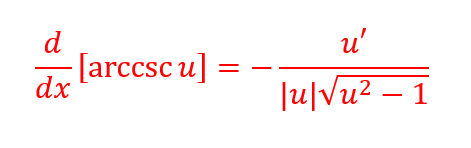 d/dx [arccsc u] = − u′ / |u|√(u² − 1)